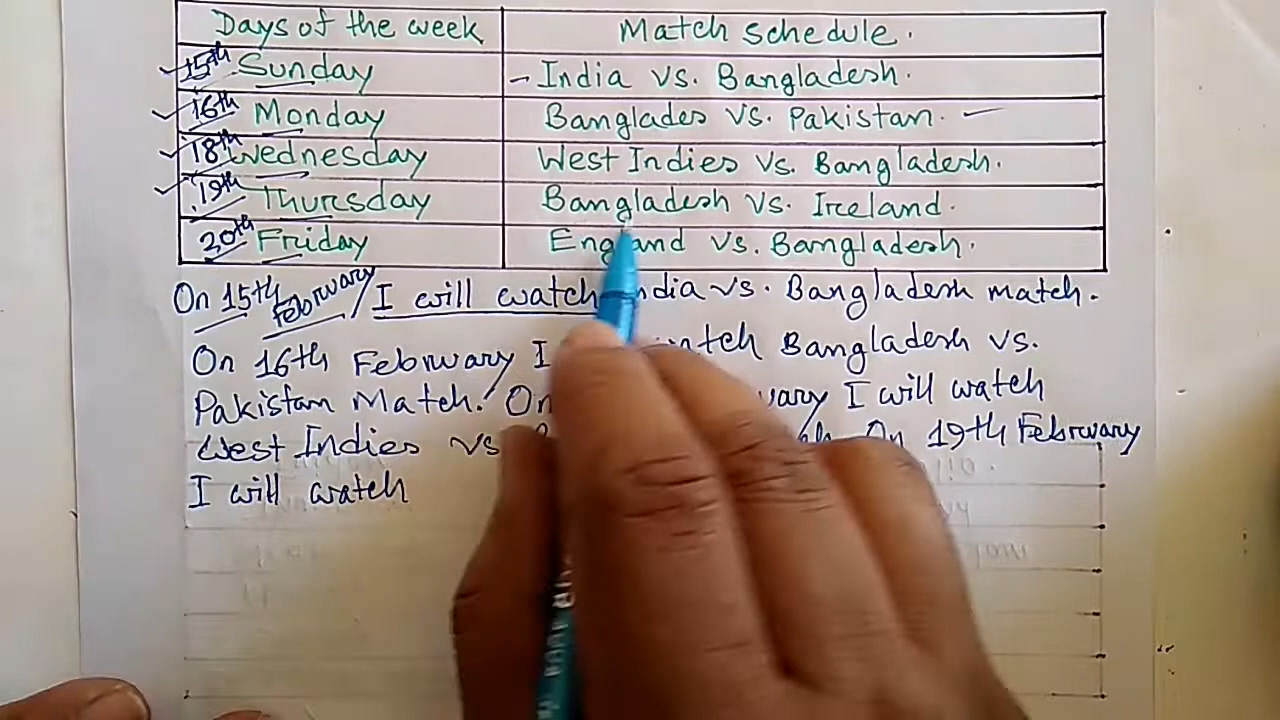 Days of the week Match schedule.
15th Sunday - India vs. Bangladesh.
16th Monday Banglades vs. Pakistan.
18th Wednesday West Indies vs. Bangladesh.
19th Thursday Bangladesh vs. Ireland.
20th Friday England vs. Bangladesh.
On 15th February I will watch India vs. Bangladesh match.
On 16th February I watch Bangladesh vs.
Pakistan Match. On I will watch
West Indies vs On 19th February
I will watch